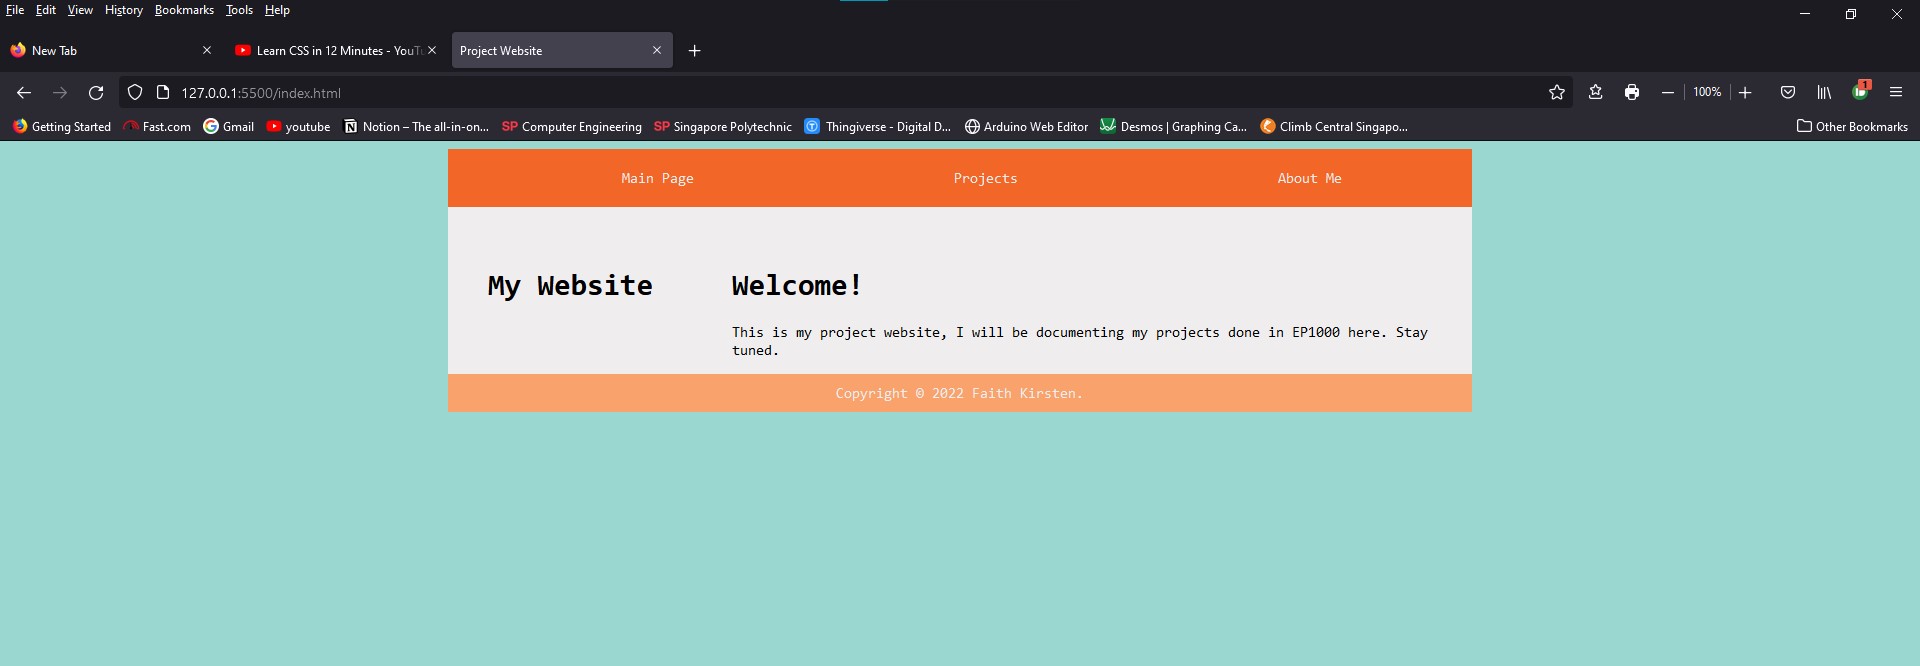 File Edit View History Bookmarks Tools Help
New Tab
Learn CSS in 12 Minutes - YouTu
Project Website
127.0.0.1:5500/index.html
100%
1
Getting Started Fast.com Gmail youtube Notion – The all-in-on... SP Computer Engineering SP Singapore Polytechnic Thingiverse - Digital D... Arduino Web Editor Desmos | Graphing Ca... Climb Central Singapo... Other Bookmarks
Main Page Projects About Me
My Website
Welcome!
This is my project website, I will be documenting my projects done in EP1000 here. Stay
tuned.
Copyright © 2022 Faith Kirsten.